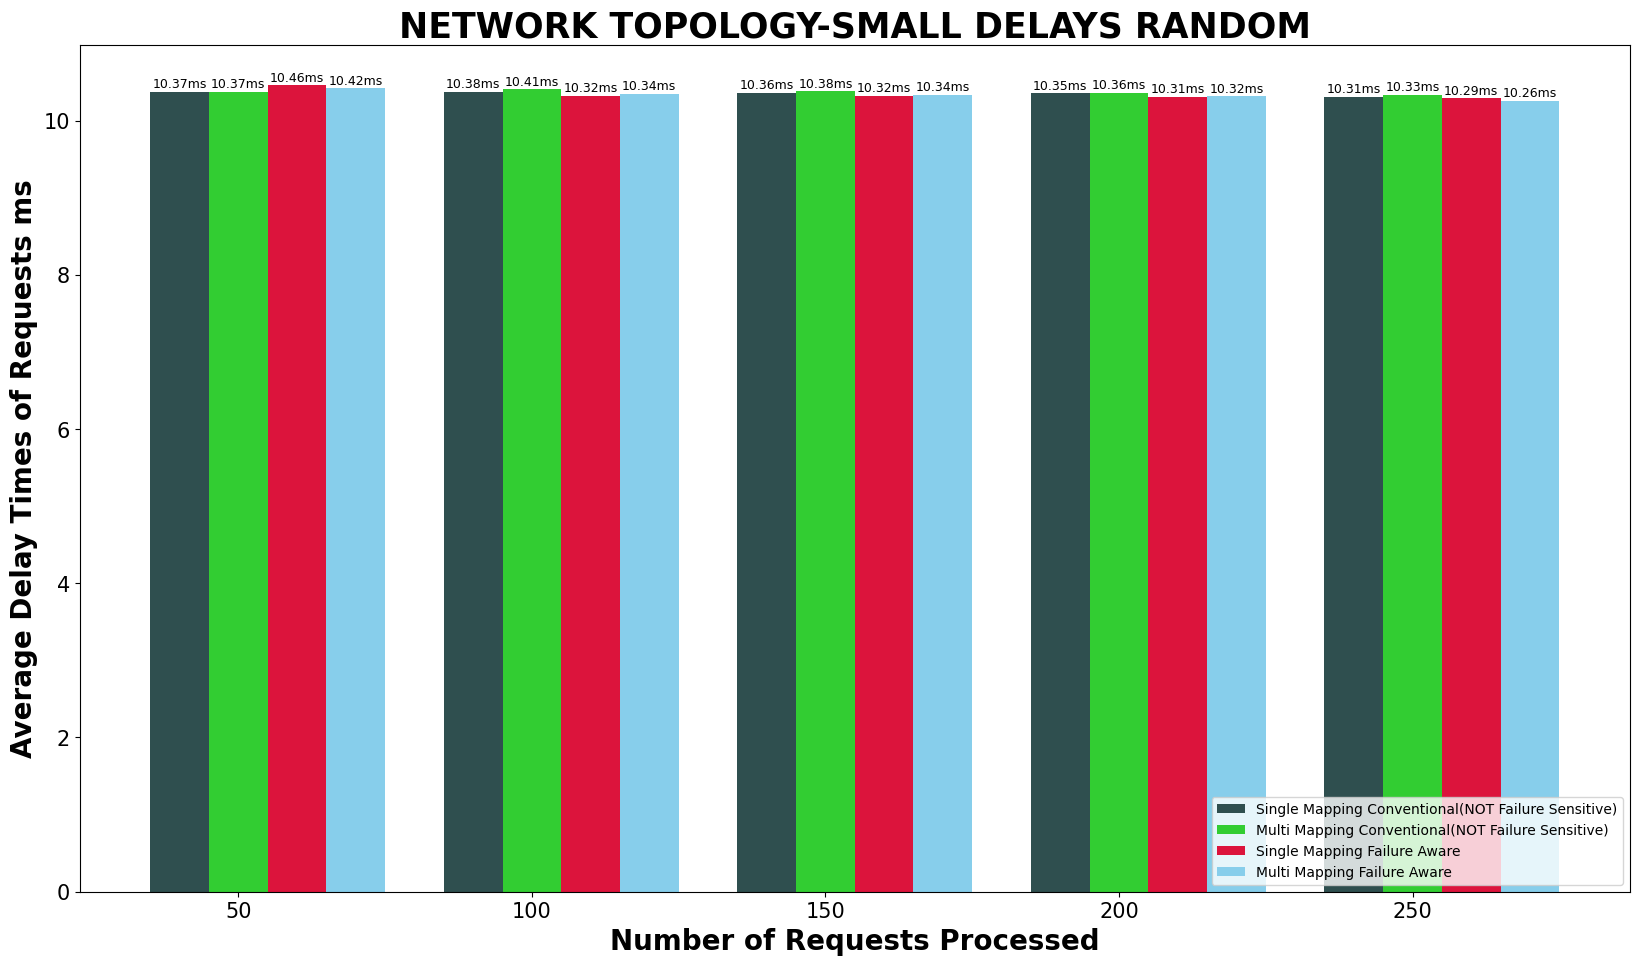 NETWORK TOPOLOGY-SMALL DELAYS RANDOM
Average Delay Times of Requests ms
10
8
6
4
2
0
10.37ms 10.37ms 10.46ms 10.42ms
10.38ms 10.41ms 10.32ms 10.34ms
10.36ms 10.38ms 10.32ms 10.34ms
10.35ms 10.36ms 10.31ms 10.32ms
10.31ms 10.33ms 10.29ms 10.26ms
Single Mapping Conventional(NOT Failure Sensitive)
Multi Mapping Conventional(NOT Failure Sensitive)
Single Mapping Failure Aware
Multi Mapping Failure Aware
50 100 150 200 250
Number of Requests Processed